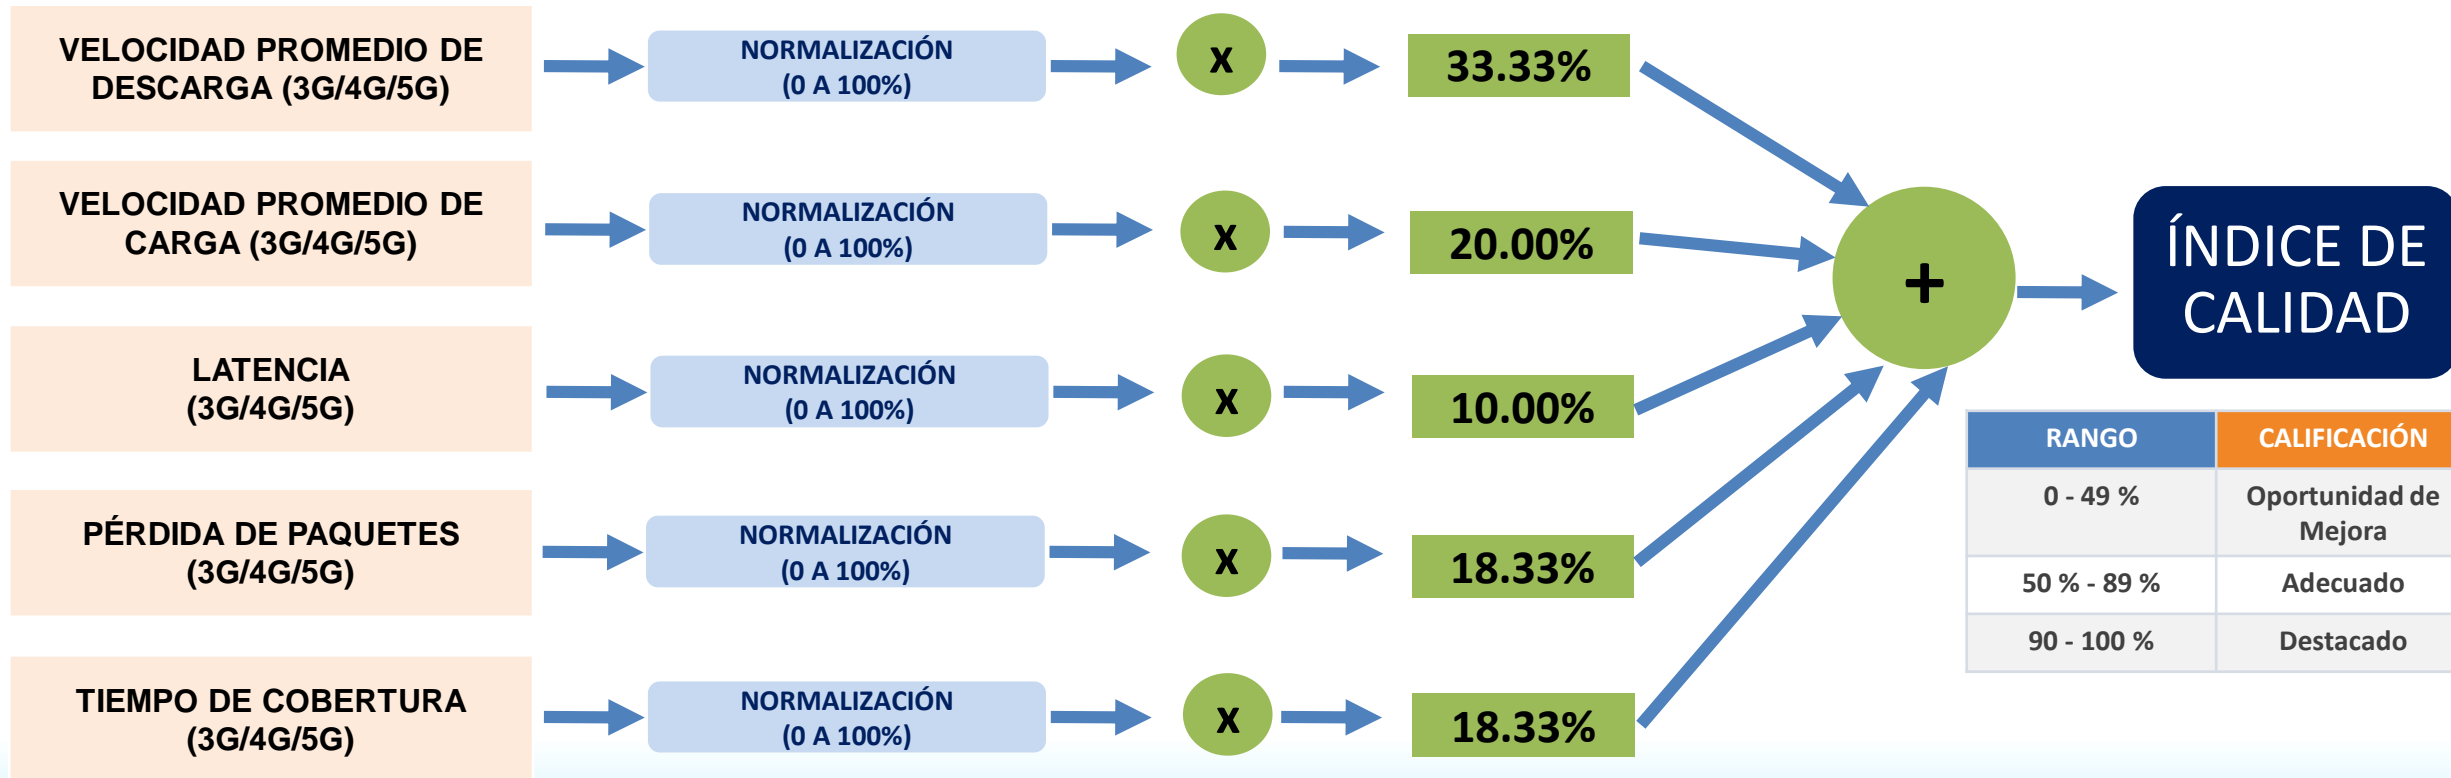 VELOCIDAD PROMEDIO DE
DESCARGA (3G/4G/5G)
NORMALIZACIÓN
(0 A 100%)
x
33.33%
VELOCIDAD PROMEDIO DE
CARGA (3G/4G/5G)
NORMALIZACIÓN
(0 A 100%)
x
20.00%
LATENCIA
(3G/4G/5G)
NORMALIZACIÓN
(0 A 100%)
x
10.00%
PÉRDIDA DE PAQUETES
(3G/4G/5G)
NORMALIZACIÓN
(0 A 100%)
x
18.33%
TIEMPO DE COBERTURA
(3G/4G/5G)
NORMALIZACIÓN
(0 A 100%)
x
18.33%
+
ÍNDICE DE
CALIDAD
RANGO CALIFICACIÓN
0 - 49 % Oportunidad de
Mejora
50 % - 89 % Adecuado
90 - 100 % Destacado